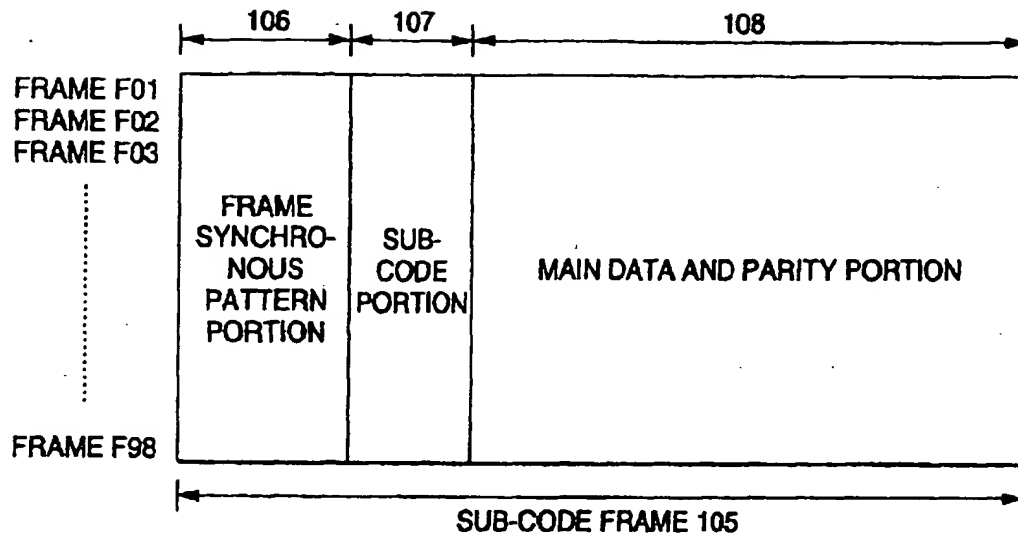 106 107 108
FRAME F01
FRAME F02
FRAME F03
FRAME
SYNCHRO-
NOUS
PATTERN
PORTION
SUB-
CODE
PORTION
MAIN DATA AND PARITY PORTION
FRAME F98
SUB-CODE FRAME 105